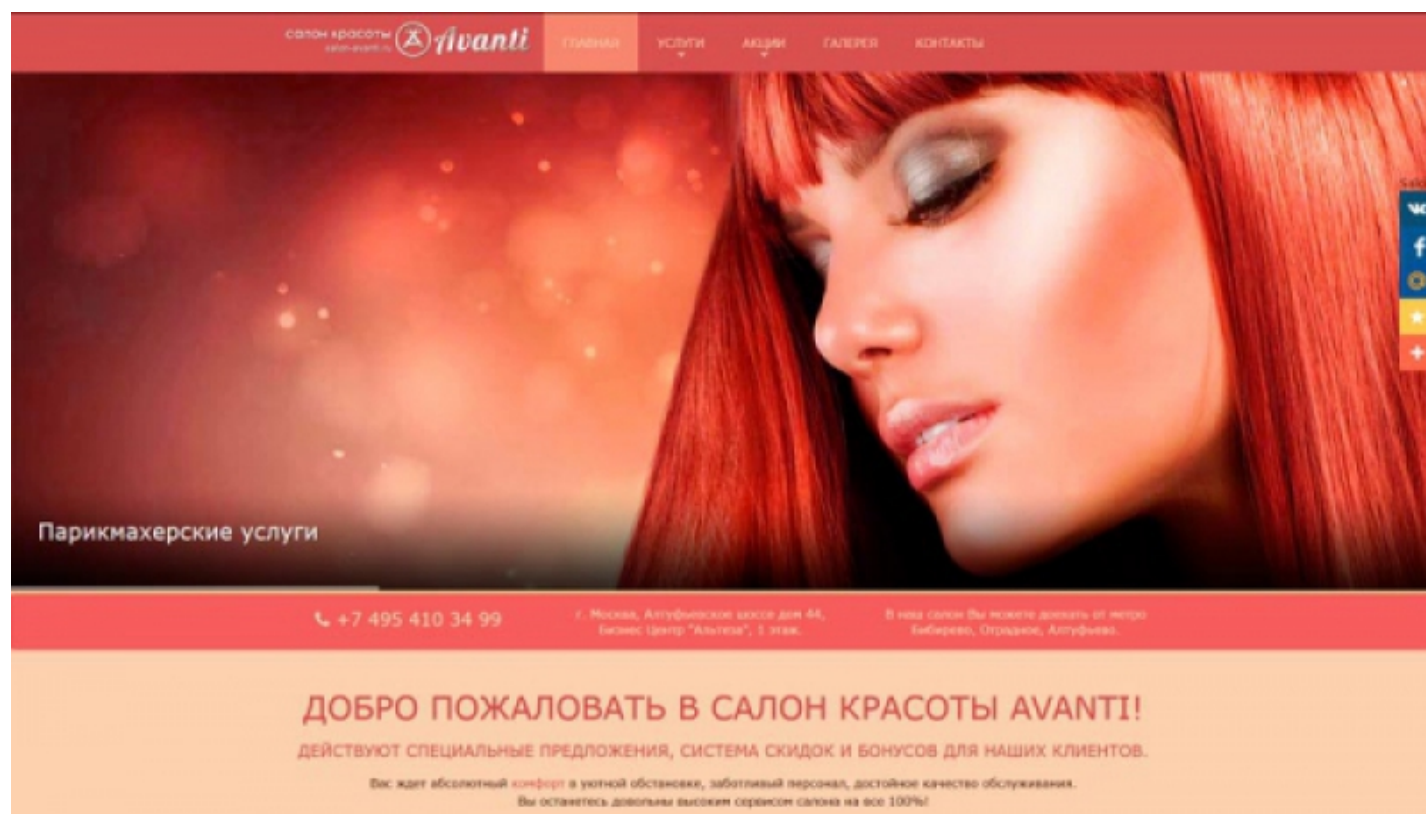 салон красоты
salon-avanti.ru
Avanti
ГЛАВНАЯ
УСЛУГИ
АКЦИИ
ГАЛЕРЕЯ
КОНТАКТЫ
Парикмахерские услуги
+7 495 410 34 99
г. Москва, Алтуфьевское шоссе дом 44,
Бизнес Центр "Альтеза", 1 этаж.
В наш салон Вы можете доехать от метро
Бибирево, Отрадное, Алтуфьево.
ДОБРО ПОЖАЛОВАТЬ В САЛОН КРАСОТЫ AVANTI!
ДЕЙСТВУЮТ СПЕЦИАЛЬНЫЕ ПРЕДЛОЖЕНИЯ, СИСТЕМА СКИДОК И БОНУСОВ ДЛЯ НАШИХ КЛИЕНТОВ.
Вас ждет абсолютный комфорт в уютной обстановке, заботливый персонал, достойное качество обслуживания.
Вы останетесь довольны высоким сервисом салона на все 100%!